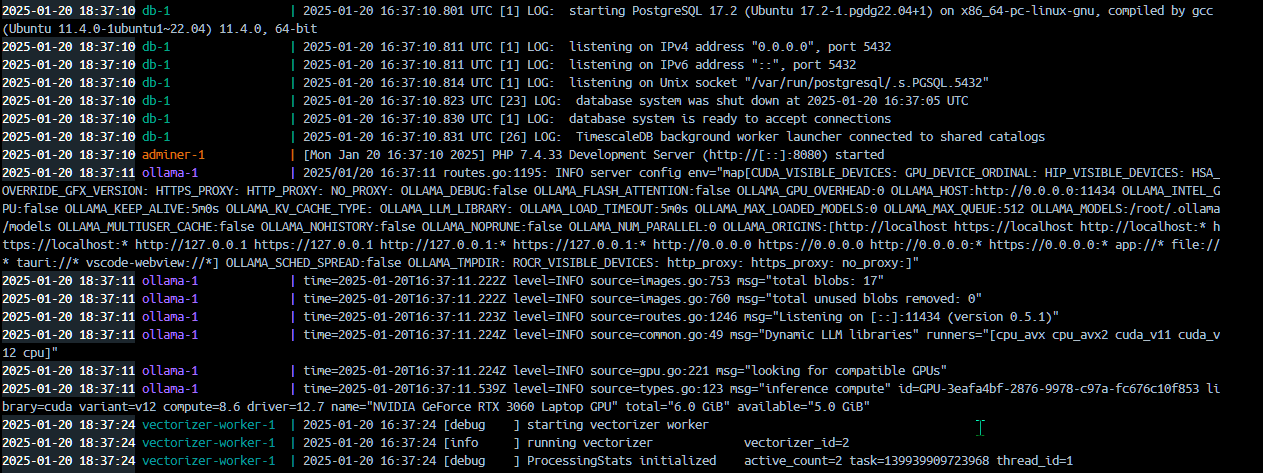 2025-01-20 18:37:10 db-1 | 2025-01-20 16:37:10.801 UTC [1] LOG: starting PostgreSQL 17.2 (Ubuntu 17.2-1.pgdg22.04+1) on x86_64-pc-linux-gnu, compiled by gcc
(Ubuntu 11.4.0-1ubuntu1~22.04) 11.4.0, 64-bit
2025-01-20 18:37:10 db-1 | 2025-01-20 16:37:10.811 UTC [1] LOG: listening on IPv4 address "0.0.0.0", port 5432
2025-01-20 18:37:10 db-1 | 2025-01-20 16:37:10.811 UTC [1] LOG: listening on IPv6 address "::", port 5432
2025-01-20 18:37:10 db-1 | 2025-01-20 16:37:10.814 UTC [1] LOG: listening on Unix socket "/var/run/postgresql/.s.PGSQL.5432"
2025-01-20 18:37:10 db-1 | 2025-01-20 16:37:10.823 UTC [23] LOG: database system was shut down at 2025-01-20 16:37:05 UTC
2025-01-20 18:37:10 db-1 | 2025-01-20 16:37:10.830 UTC [1] LOG: database system is ready to accept connections
2025-01-20 18:37:10 db-1 | 2025-01-20 16:37:10.831 UTC [26] LOG: TimescaleDB background worker launcher connected to shared catalogs
2025-01-20 18:37:10 adminer-1 | [Mon Jan 20 16:37:10 2025] PHP 7.4.33 Development Server (http://[::]:8080) started
2025-01-20 18:37:11 ollama-1 | 2025/01/20 16:37:11 routes.go:1195: INFO server config env="map[CUDA_VISIBLE_DEVICES: GPU_DEVICE_ORDINAL: HIP_VISIBLE_DEVICES: HSA_
OVERRIDE_GFX_VERSION: HTTPS_PROXY: HTTP_PROXY: NO_PROXY: OLLAMA_DEBUG:false OLLAMA_FLASH_ATTENTION:false OLLAMA_GPU_OVERHEAD:0 OLLAMA_HOST:http://0.0.0.0:11434 OLLAMA_INTEL_G
PU:false OLLAMA_KEEP_ALIVE:5m0s OLLAMA_KV_CACHE_TYPE: OLLAMA_LLM_LIBRARY: OLLAMA_LOAD_TIMEOUT:5m0s OLLAMA_MAX_LOADED_MODELS:0 OLLAMA_MAX_QUEUE:512 OLLAMA_MODELS:/root/.ollama
/models OLLAMA_MULTIUSER_CACHE:false OLLAMA_NOHISTORY:false OLLAMA_NOPRUNE:false OLLAMA_NUM_PARALLEL:0 OLLAMA_ORIGINS:[http://localhost https://localhost http://localhost:* h
ttps://localhost:* http://127.0.0.1 https://127.0.0.1 http://127.0.0.1:* https://127.0.0.1:* http://0.0.0.0 https://0.0.0.0 http://0.0.0.0:* https://0.0.0.0:* app://* file://
* tauri://* vscode-webview://*] OLLAMA_SCHED_SPREAD:false OLLAMA_TMPDIR: ROCR_VISIBLE_DEVICES: http_proxy: https_proxy: no_proxy:]"
2025-01-20 18:37:11 ollama-1 | time=2025-01-20T16:37:11.222Z level=INFO source=images.go:753 msg="total blobs: 17"
2025-01-20 18:37:11 ollama-1 | time=2025-01-20T16:37:11.222Z level=INFO source=images.go:760 msg="total unused blobs removed: 0"
2025-01-20 18:37:11 ollama-1 | time=2025-01-20T16:37:11.223Z level=INFO source=routes.go:1246 msg="Listening on [::]:11434 (version 0.5.1)"
2025-01-20 18:37:11 ollama-1 | time=2025-01-20T16:37:11.224Z level=INFO source=common.go:49 msg="Dynamic LLM libraries" runners="[cpu_avx cpu_avx2 cuda_v11 cuda_v
12 cpu]"
2025-01-20 18:37:11 ollama-1 | time=2025-01-20T16:37:11.224Z level=INFO source=gpu.go:221 msg="looking for compatible GPUs"
2025-01-20 18:37:11 ollama-1 | time=2025-01-20T16:37:11.539Z level=INFO source=types.go:123 msg="inference compute" id=GPU-3eafa4bf-2876-9978-c97a-fc676c10f853 li
brary=cuda variant=v12 compute=8.6 driver=12.7 name="NVIDIA GeForce RTX 3060 Laptop GPU" total="6.0 GiB" available="5.0 GiB"
2025-01-20 18:37:24 vectorizer-worker-1 | 2025-01-20 16:37:24 [debug ] starting vectorizer worker
2025-01-20 18:37:24 vectorizer-worker-1 | 2025-01-20 16:37:24 [info ] running vectorizer vectorizer_id=2
2025-01-20 18:37:24 vectorizer-worker-1 | 2025-01-20 16:37:24 [debug ] ProcessingStats initialized active_count=2 task=139939909723968 thread_id=1